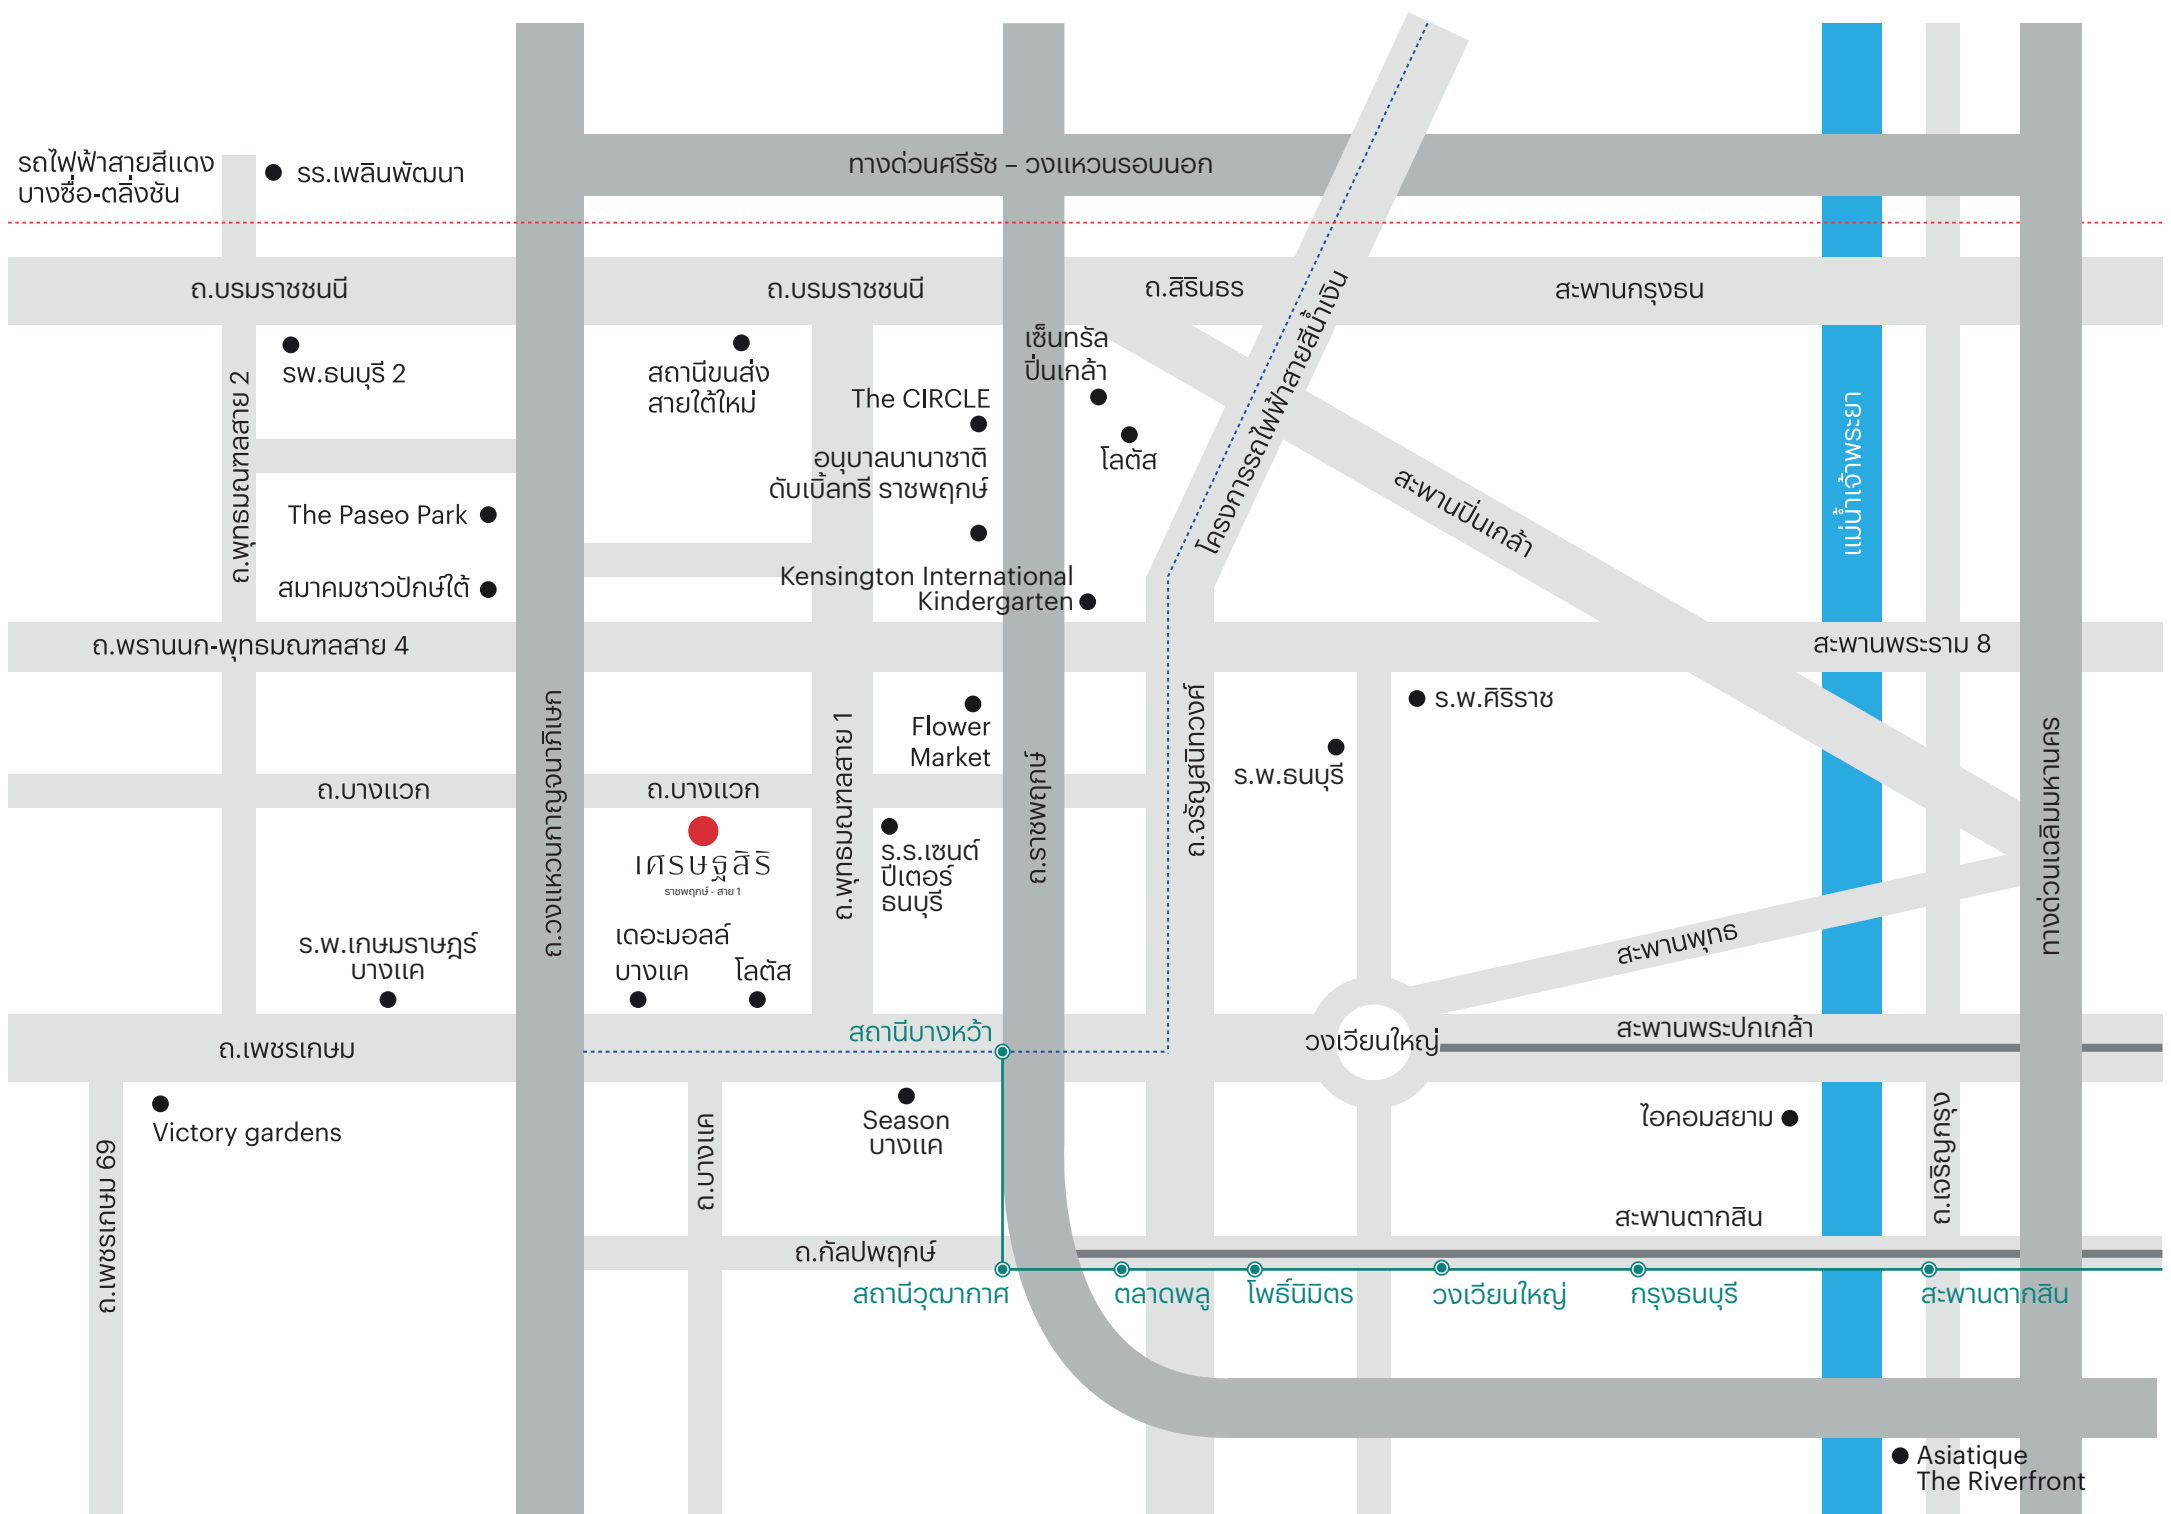 รถไฟฟ้าสายสีแดง
บางซื่อ-ตลิ่งชัน
รร.เพลินพัฒนา
ทางด่วนศรีรัช – วงแหวนรอบนอก
ถ.บรมราชชนนี
ถ.บรมราชชนนี
ถ.สิรินธร
สะพานกรุงธน
รพ.ธนบุรี 2
ถ.พุทธมณฑลสาย 2
สถานีขนส่ง
สายใต้ใหม่
The CIRCLE
เซ็นทรัล
ปิ่นเกล้า
โลตัส
โครงการรถไฟฟ้าสายสีน้ำเงิน
อนุบาลนานาชาติ
ดับเบิ้ลทรี ราชพฤกษ์
สะพานปิ่นเกล้า
แม่น้ำเจ้าพระยา
The Paseo Park
สมาคมชาวปักษ์ใต้
Kensington International
Kindergarten
ถ.พรานนก-พุทธมณฑลสาย 4
สะพานพระราม 8
ถ.วงแหวนกาญจนาภิเษก
ถ.พุทธมณฑลสาย 1
Flower
Market
ถ.ราชพฤกษ์
ถ.จรัญสนิทวงศ์
ร.พ.ศิริราช
ร.พ.ธนบุรี
ทางด่วนเฉลิมมหานคร
ถ.บางแวก
ถ.บางแวก
เศรษฐสิริ
ราชพฤกษ์ - สาย 1
ร.ร.เซนต์
ปีเตอร์
ธนบุรี
ร.พ.เกษมราษฎร์
บางแค
เดอะมอลล์
บางแค
โลตัส
สะพานพุทธ
ถ.เพชรเกษม
สถานีบางหว้า
วงเวียนใหญ่
สะพานพระปกเกล้า
Victory gardens
ถ.เพชรเกษม 69
ถ.บางแค
Season
บางแค
ไอคอมสยาม
ถ.เจริญกรุง
สะพานตากสิน
ถ.กัลปพฤกษ์
สถานีวุฒากาศ
ตลาดพลู
โพธิ์นิมิตร
วงเวียนใหญ่
กรุงธนบุรี
สะพานตากสิน
Asiatique
The Riverfront